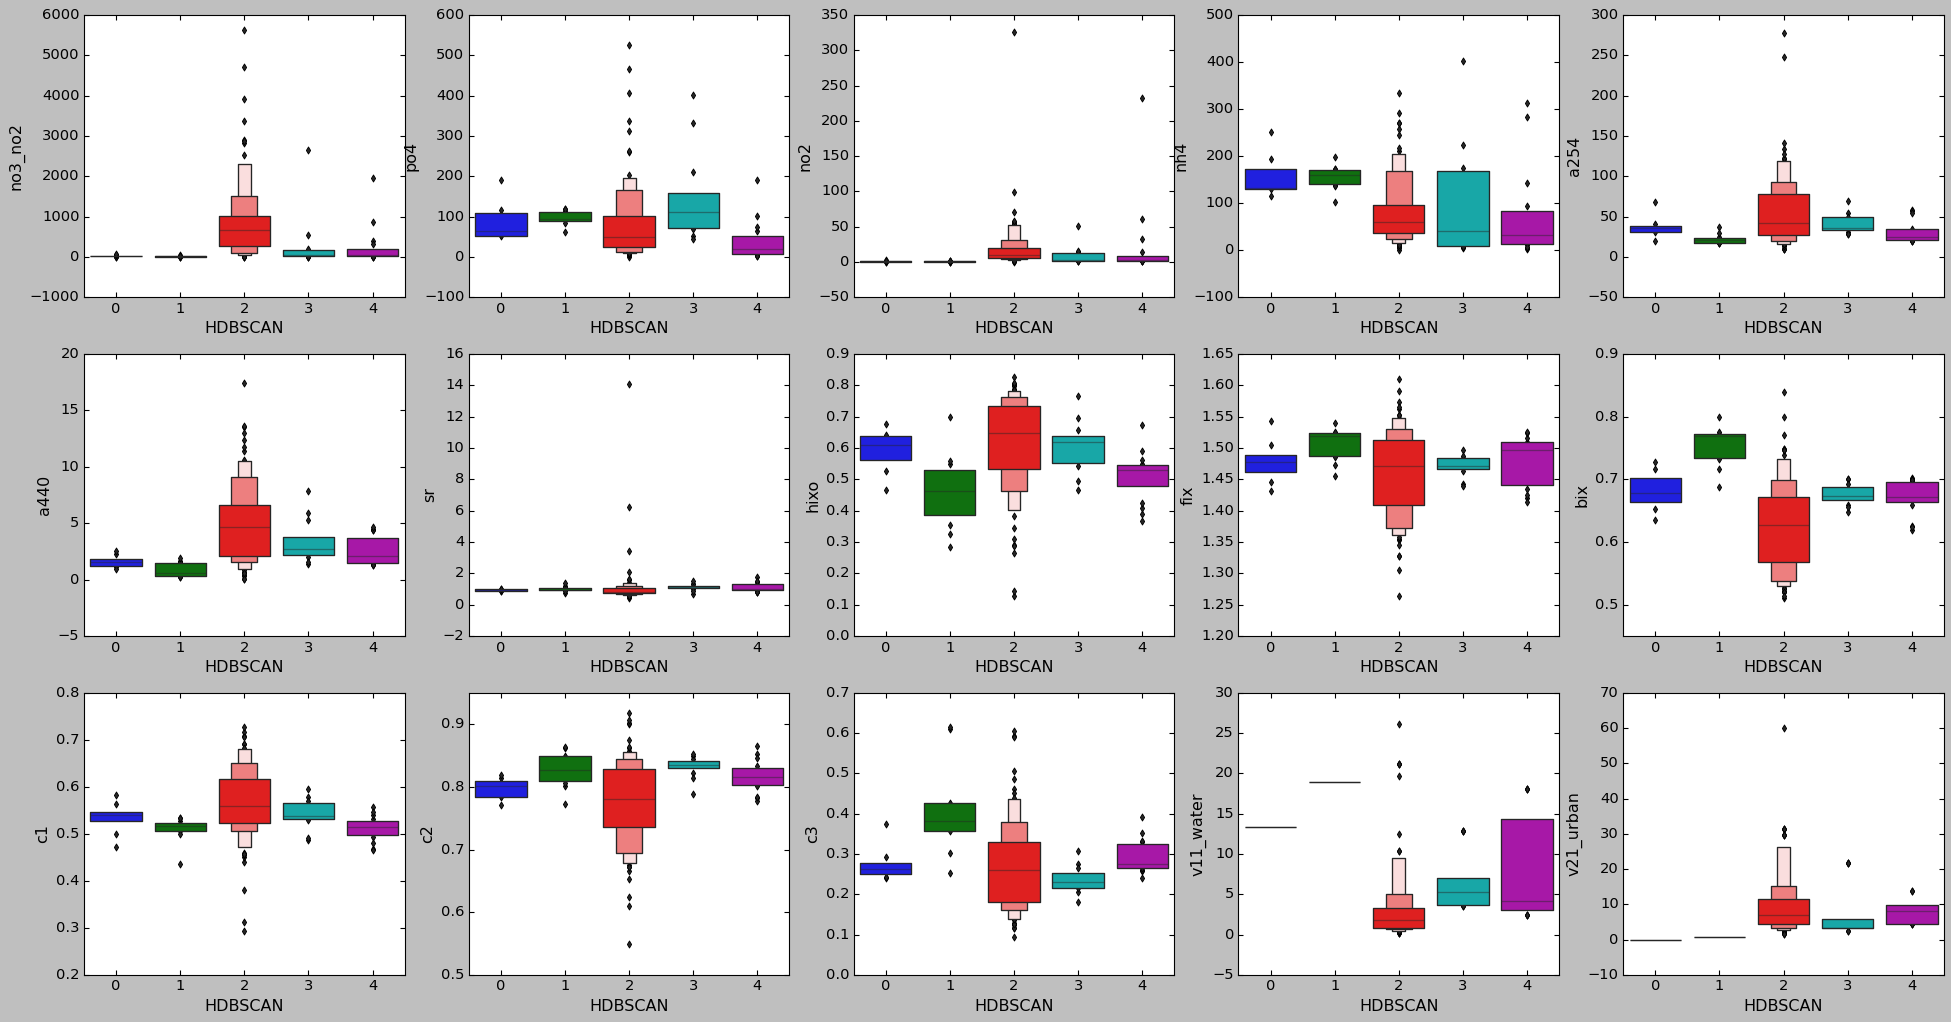 no3_no2
6000
5000
4000
3000
2000
1000
0
−1000
0 1 2 3 4
HDBSCAN
po4
600
500
400
300
200
100
0
−100
0 1 2 3 4
HDBSCAN
no2
350
300
250
200
150
100
50
0
−50
0 1 2 3 4
HDBSCAN
nh4
500
400
300
200
100
0
−100
0 1 2 3 4
HDBSCAN
a254
300
250
200
150
100
50
0
−50
0 1 2 3 4
HDBSCAN
a440
20
15
10
5
0
−5
0 1 2 3 4
HDBSCAN
sr
16
14
12
10
8
6
4
2
0
−2
0 1 2 3 4
HDBSCAN
hixo
0.9
0.8
0.7
0.6
0.5
0.4
0.3
0.2
0.1
0.0
0 1 2 3 4
HDBSCAN
fix
1.65
1.60
1.55
1.50
1.45
1.40
1.35
1.30
1.25
1.20
0 1 2 3 4
HDBSCAN
bix
0.9
0.8
0.7
0.6
0.5
0 1 2 3 4
HDBSCAN
c1
0.8
0.7
0.6
0.5
0.4
0.3
0.2
0 1 2 3 4
HDBSCAN
c2
0.9
0.8
0.7
0.6
0.5
0 1 2 3 4
HDBSCAN
c3
0.7
0.6
0.5
0.4
0.3
0.2
0.1
0.0
0 1 2 3 4
HDBSCAN
v11_water
30
25
20
15
10
5
0
−5
0 1 2 3 4
HDBSCAN
v21_urban
70
60
50
40
30
20
10
0
−10
0 1 2 3 4
HDBSCAN